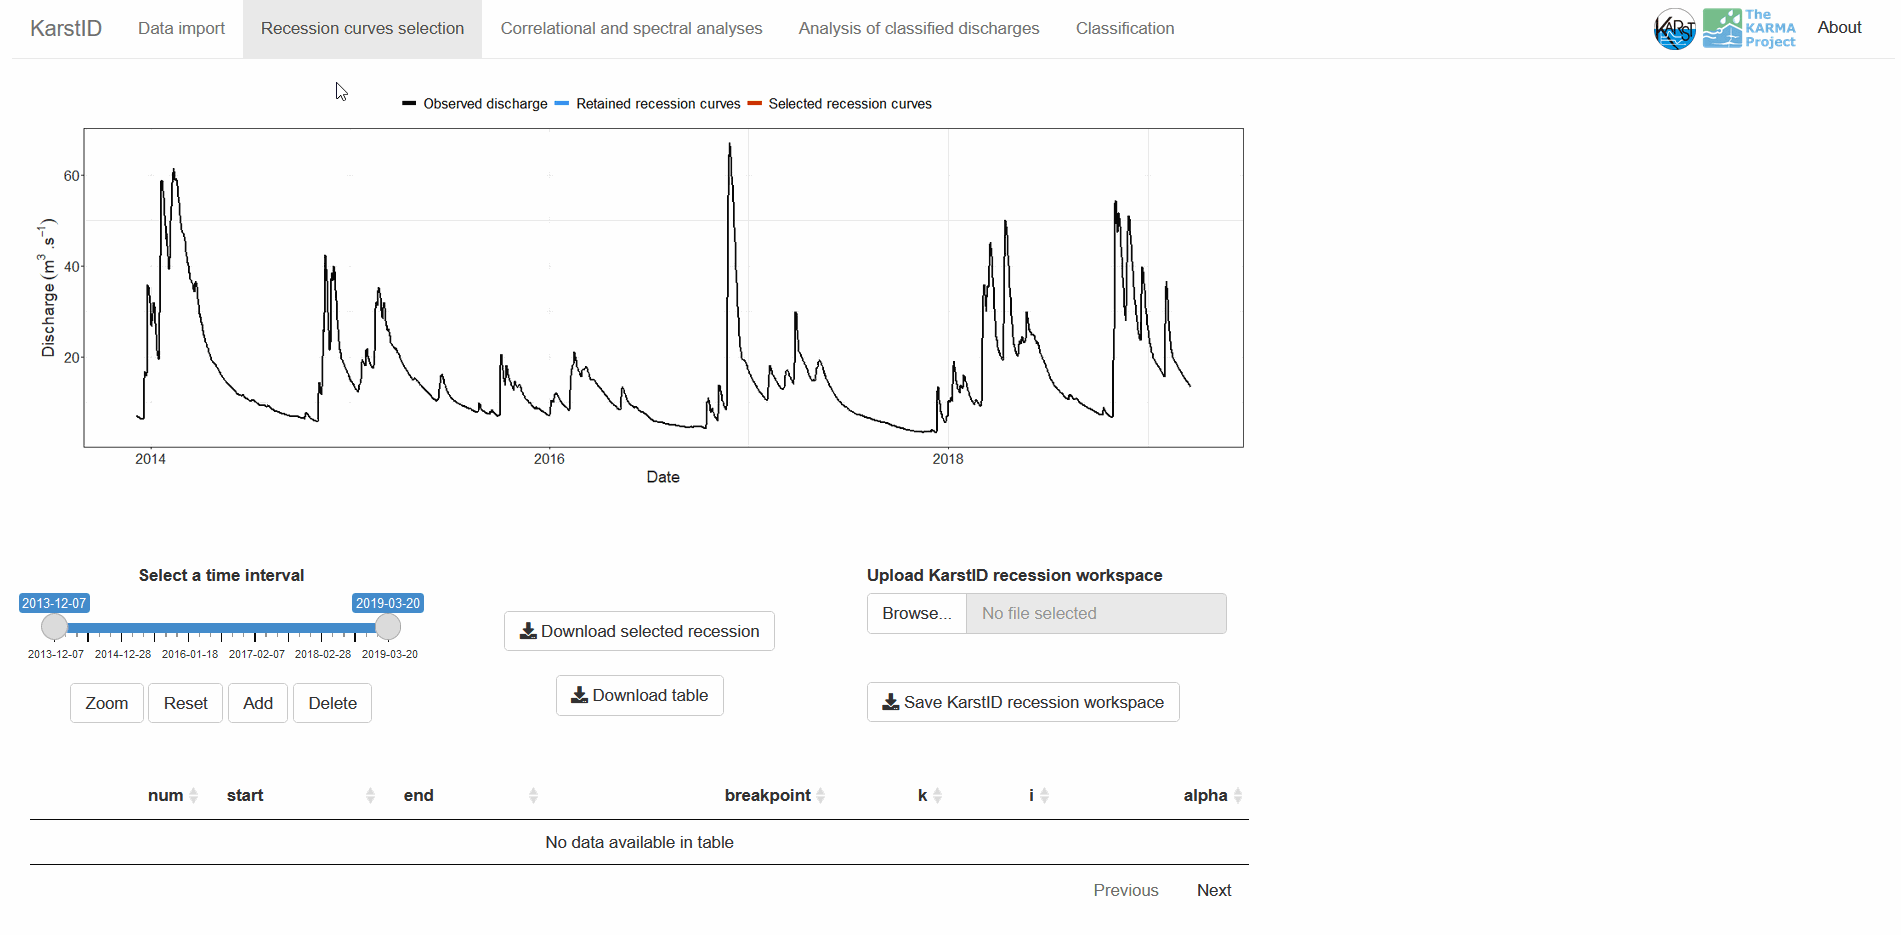 KarstID Data import Recession curves selection Correlational and spectral analyses Analysis of classified discharges Classification KARST The KARMA Project About
Observed discharge Retained recession curves Selected recession curves
Discharge (m³.s⁻¹)
60
40
20
2014 2016 2018
Date
Select a time interval
2013-12-07 2019-03-20
2013-12-07 2014-12-28 2016-01-18 2017-02-07 2018-02-28 2019-03-20
Zoom Reset Add Delete
Download selected recession
Download table
Upload KarstID recession workspace
Browse... No file selected
Save KarstID recession workspace
num start end breakpoint k i alpha
No data available in table
Previous Next